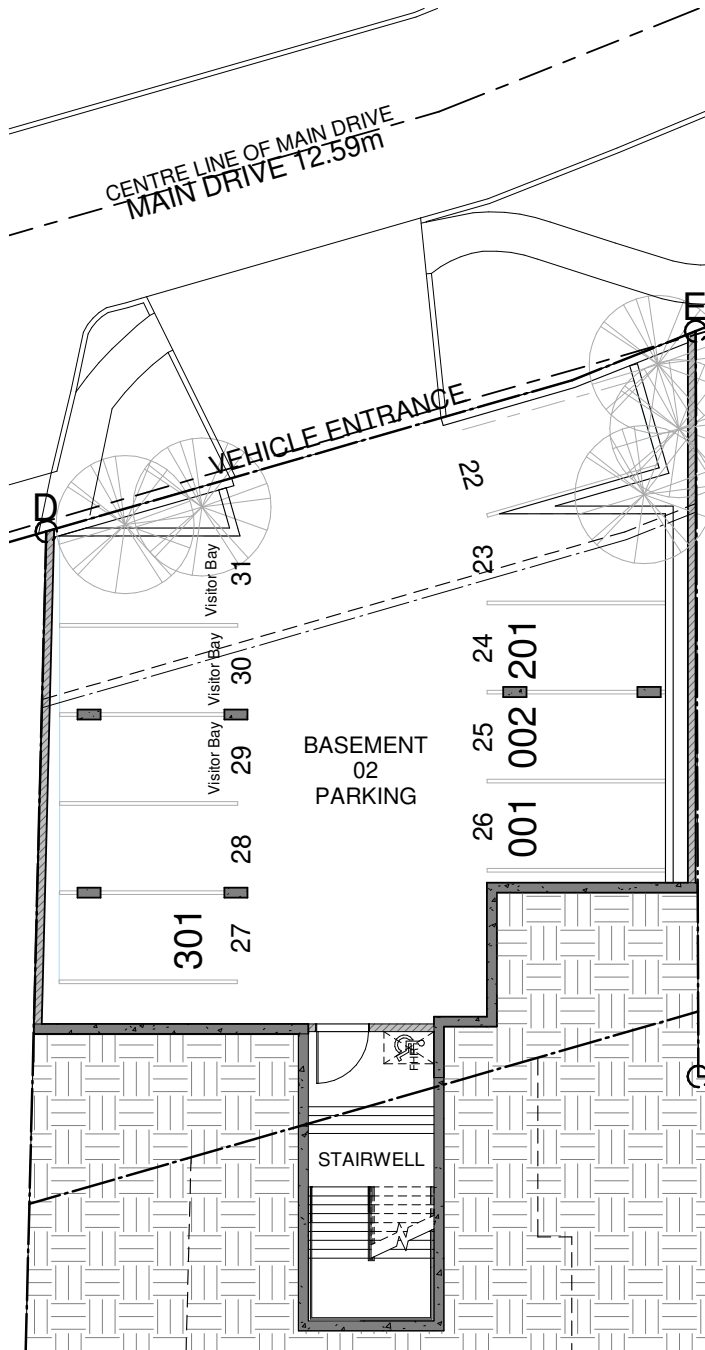 CENTRE LINE OF MAIN DRIVE
MAIN DRIVE 12.59m
E
VEHICLE ENTRANCE
D
22
23
24
201
25
002
26
001
31
Visitor Bay
30
Visitor Bay
29
Visitor Bay
28
27
301
BASEMENT
02
PARKING
STAIRWELL